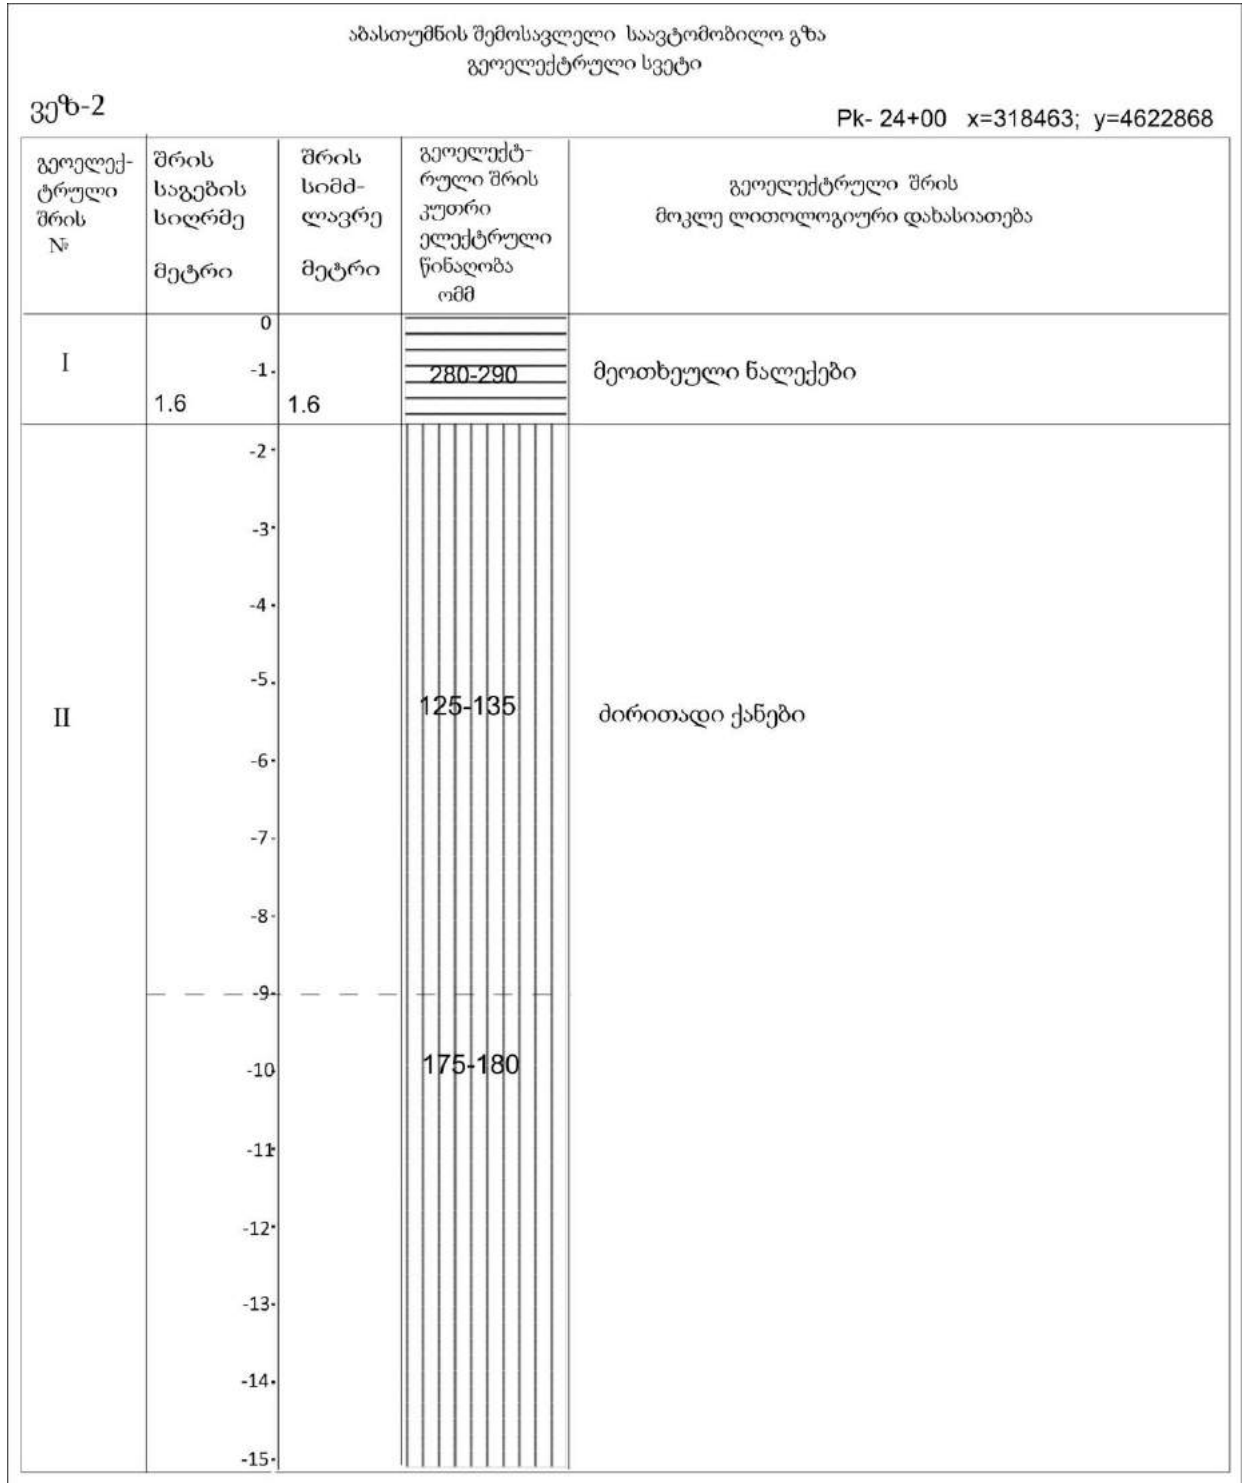 აბასთუმნის შემოსავლელი საავტომობილო გზა
გეოელექტრული სვეტი
ვეზ-2
Pk- 24+00 x=318463; y=4622868
გეოელექ-
ტრული
შრის
№
შრის
საგების
სიღრმე
მეტრი
შრის
სიმძ-
ლავრე
მეტრი
გეოელექტ-
რული შრის
კუთრი
ელექტრული
წინაღობა
ომმ
გეოელექტრული შრის
მოკლე ლითოლოგიური დახასიათება
0
I
-1
280-290
მეოთხეული ნალექები
1.6
1.6
-2
-3
-4
-5
II
125-135
ძირითადი ქანები
-6
-7
-8
-9
-10
175-180
-11
-12
-13
-14
-15